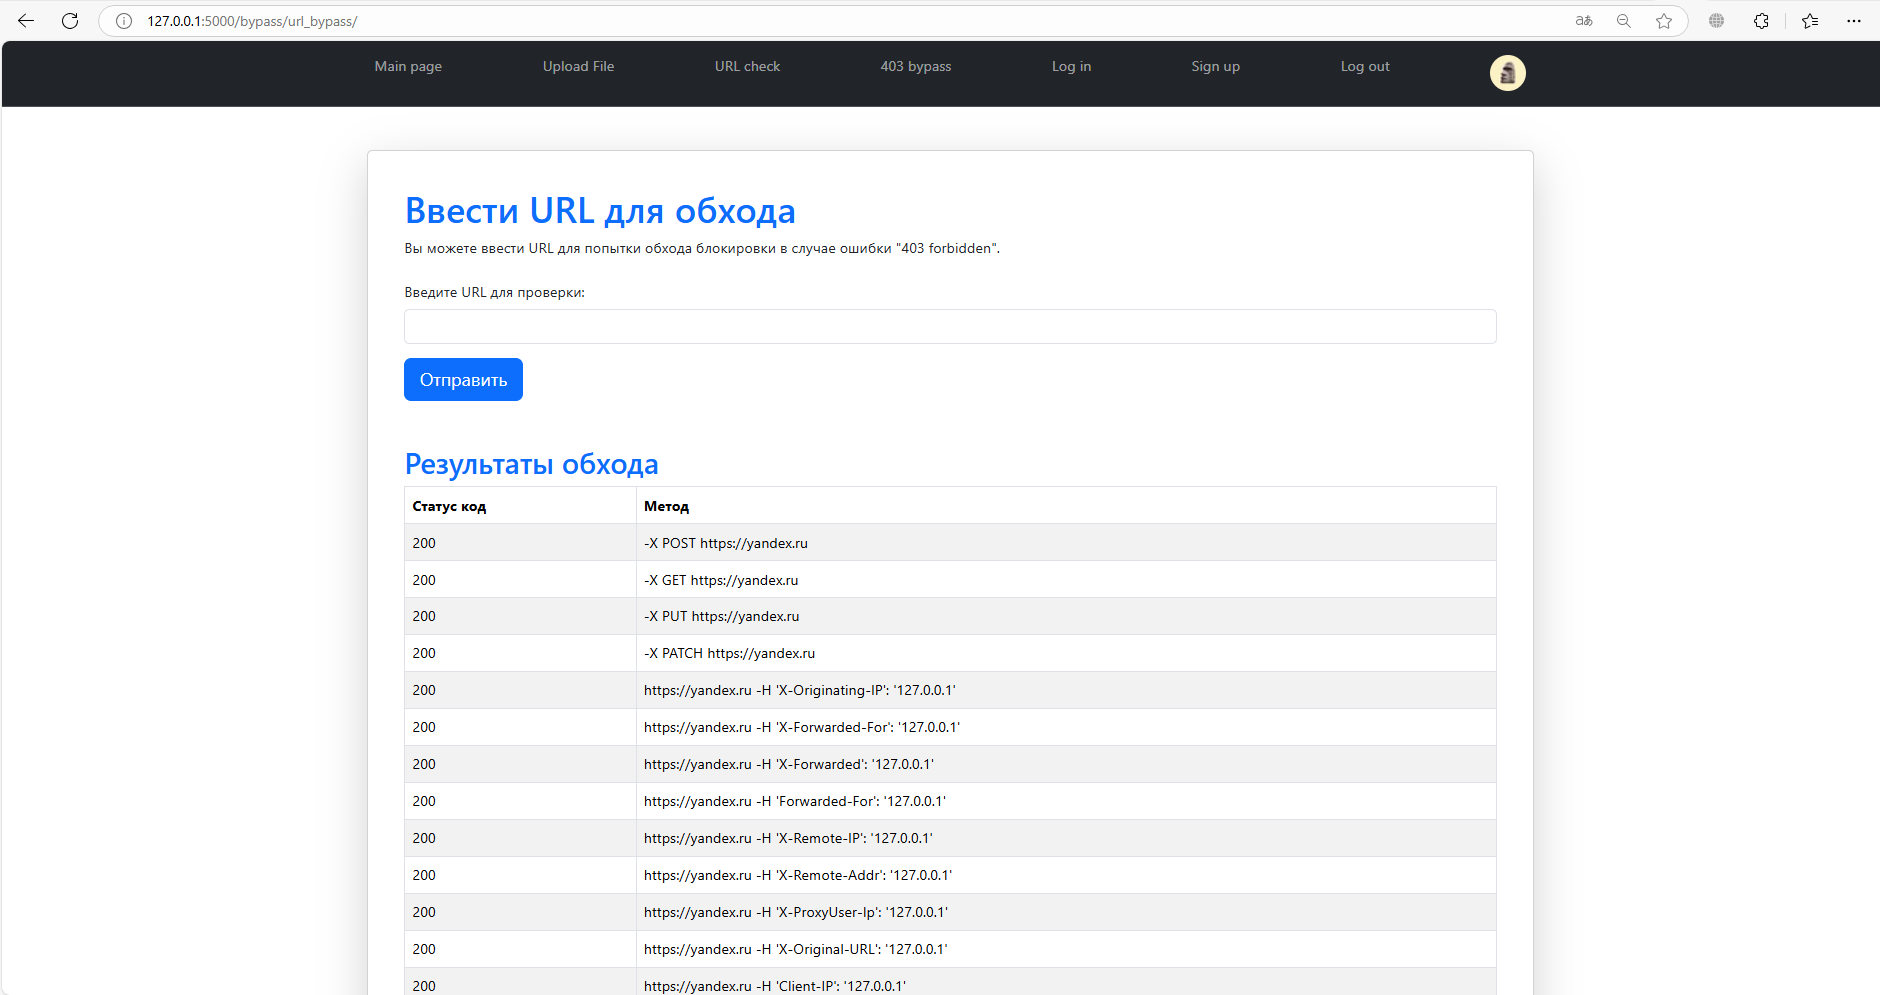 127.0.0.1:5000/bypass/url_bypass/
aあ
Main page Upload File URL check 403 bypass Log in Sign up Log out
Ввести URL для обхода
Вы можете ввести URL для попытки обхода блокировки в случае ошибки "403 forbidden".
Введите URL для проверки:
Отправить
Результаты обхода
Статус код Метод
200 -X POST https://yandex.ru
200 -X GET https://yandex.ru
200 -X PUT https://yandex.ru
200 -X PATCH https://yandex.ru
200 https://yandex.ru -H 'X-Originating-IP': '127.0.0.1'
200 https://yandex.ru -H 'X-Forwarded-For': '127.0.0.1'
200 https://yandex.ru -H 'X-Forwarded': '127.0.0.1'
200 https://yandex.ru -H 'Forwarded-For': '127.0.0.1'
200 https://yandex.ru -H 'X-Remote-IP': '127.0.0.1'
200 https://yandex.ru -H 'X-Remote-Addr': '127.0.0.1'
200 https://yandex.ru -H 'X-ProxyUser-Ip': '127.0.0.1'
200 https://yandex.ru -H 'X-Original-URL': '127.0.0.1'
200 https://yandex.ru -H 'Client-IP': '127.0.0.1'